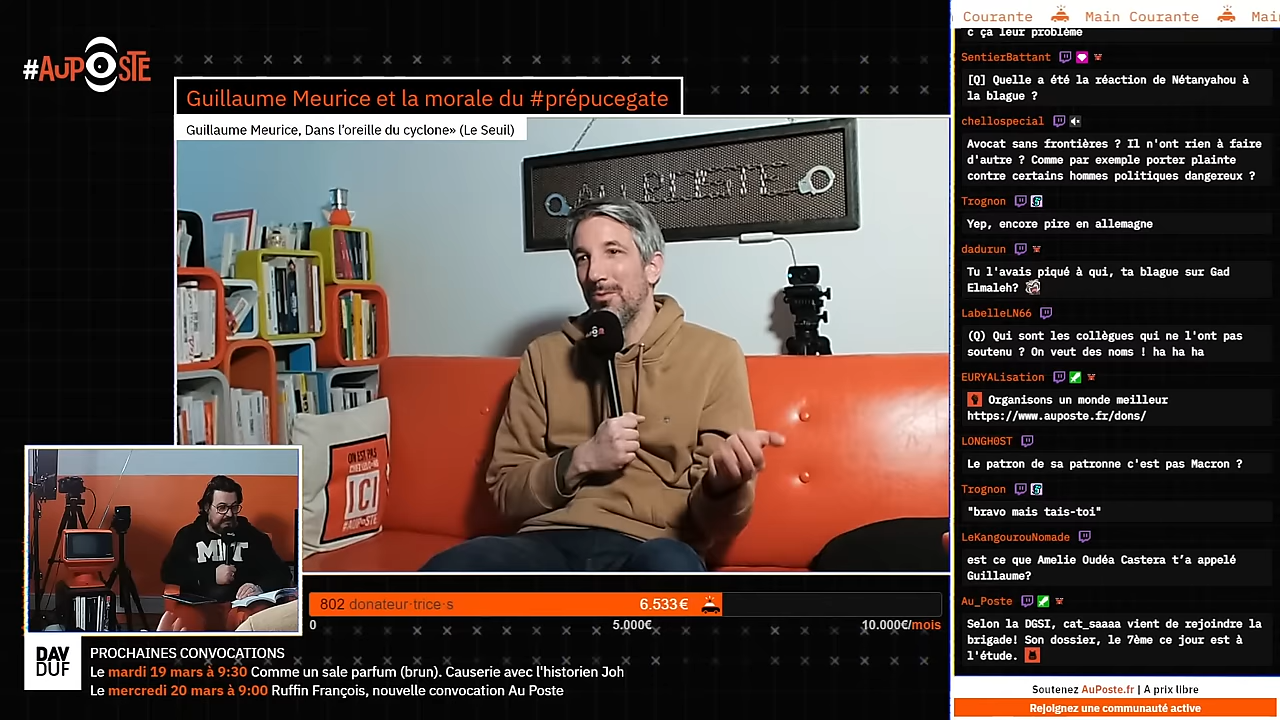 #AuPOSTE
Guillaume Meurice et la morale du #prépucegate
Guillaume Meurice, Dans l'oreille du cyclone» (Le Seuil)
AU POSTE
ON EST PAS
ICI
#AUPOSTE
MIT
802 donateur·trice·s
6.533€
0
5.000€
10.000€/mois
DAV
DUF
PROCHAINES CONVOCATIONS
Le mardi 19 mars à 9:30 Comme un sale parfum (brun). Causerie avec l'historien Joh
Le mercredi 20 mars à 9:00 Ruffin François, nouvelle convocation Au Poste
Courante Main Courante Mai
c ça leur problème
SentierBattant
[Q] Quelle a été la réaction de Nétanyahou à
la blague ?
chellospecial
Avocat sans frontières ? Il n'ont rien à faire
d'autre ? Comme par exemple porter plainte
contre certains hommes politiques dangereux ?
Trognon
Yep, encore pire en allemagne
dadurun
Tu l'avais piqué à qui, ta blague sur Gad
Elmaleh?
LabelleLN66
(Q) Qui sont les collègues qui ne l'ont pas
soutenu ? On veut des noms ! ha ha ha
EURYALisation
Organisons un monde meilleur
https://www.auposte.fr/dons/
LONGH0ST
Le patron de sa patronne c'est pas Macron ?
Trognon
"bravo mais tais-toi"
LeKangourouNomade
est ce que Amelie Oudéa Castera t'a appelé
Guillaume?
Au_Poste
Selon la DGSI, cat_saaaa vient de rejoindre la
brigade! Son dossier, le 7ème ce jour est à
l'étude.
Soutenez AuPoste.fr | A prix libre
Rejoignez une communauté active